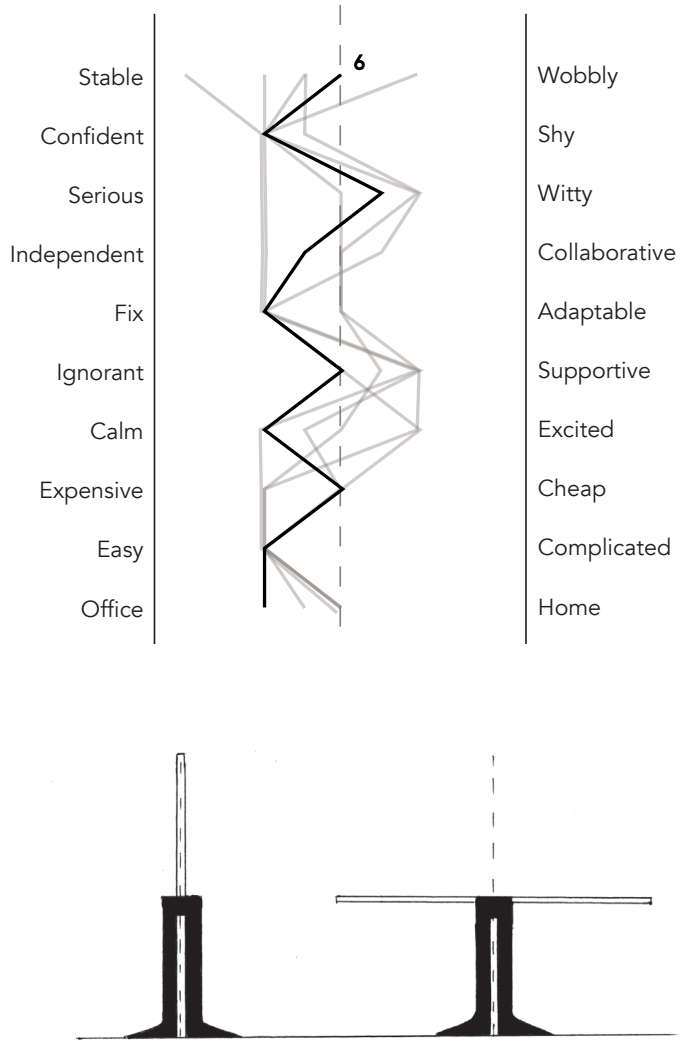 6
Stable Wobbly
Confident Shy
Serious Witty
Independent Collaborative
Fix Adaptable
Ignorant Supportive
Calm Excited
Expensive Cheap
Easy Complicated
Office Home